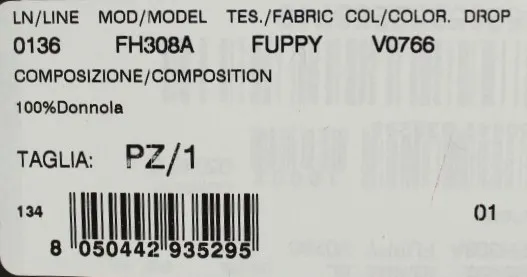 LN/LINE MOD/MODEL TES./FABRIC COL/COLOR. DROP
0136 FH308A FUPPY V0766
COMPOSIZIONE/COMPOSITION
100%Donnola
TAGLIA: PZ/1
134 01
8 050442 935295